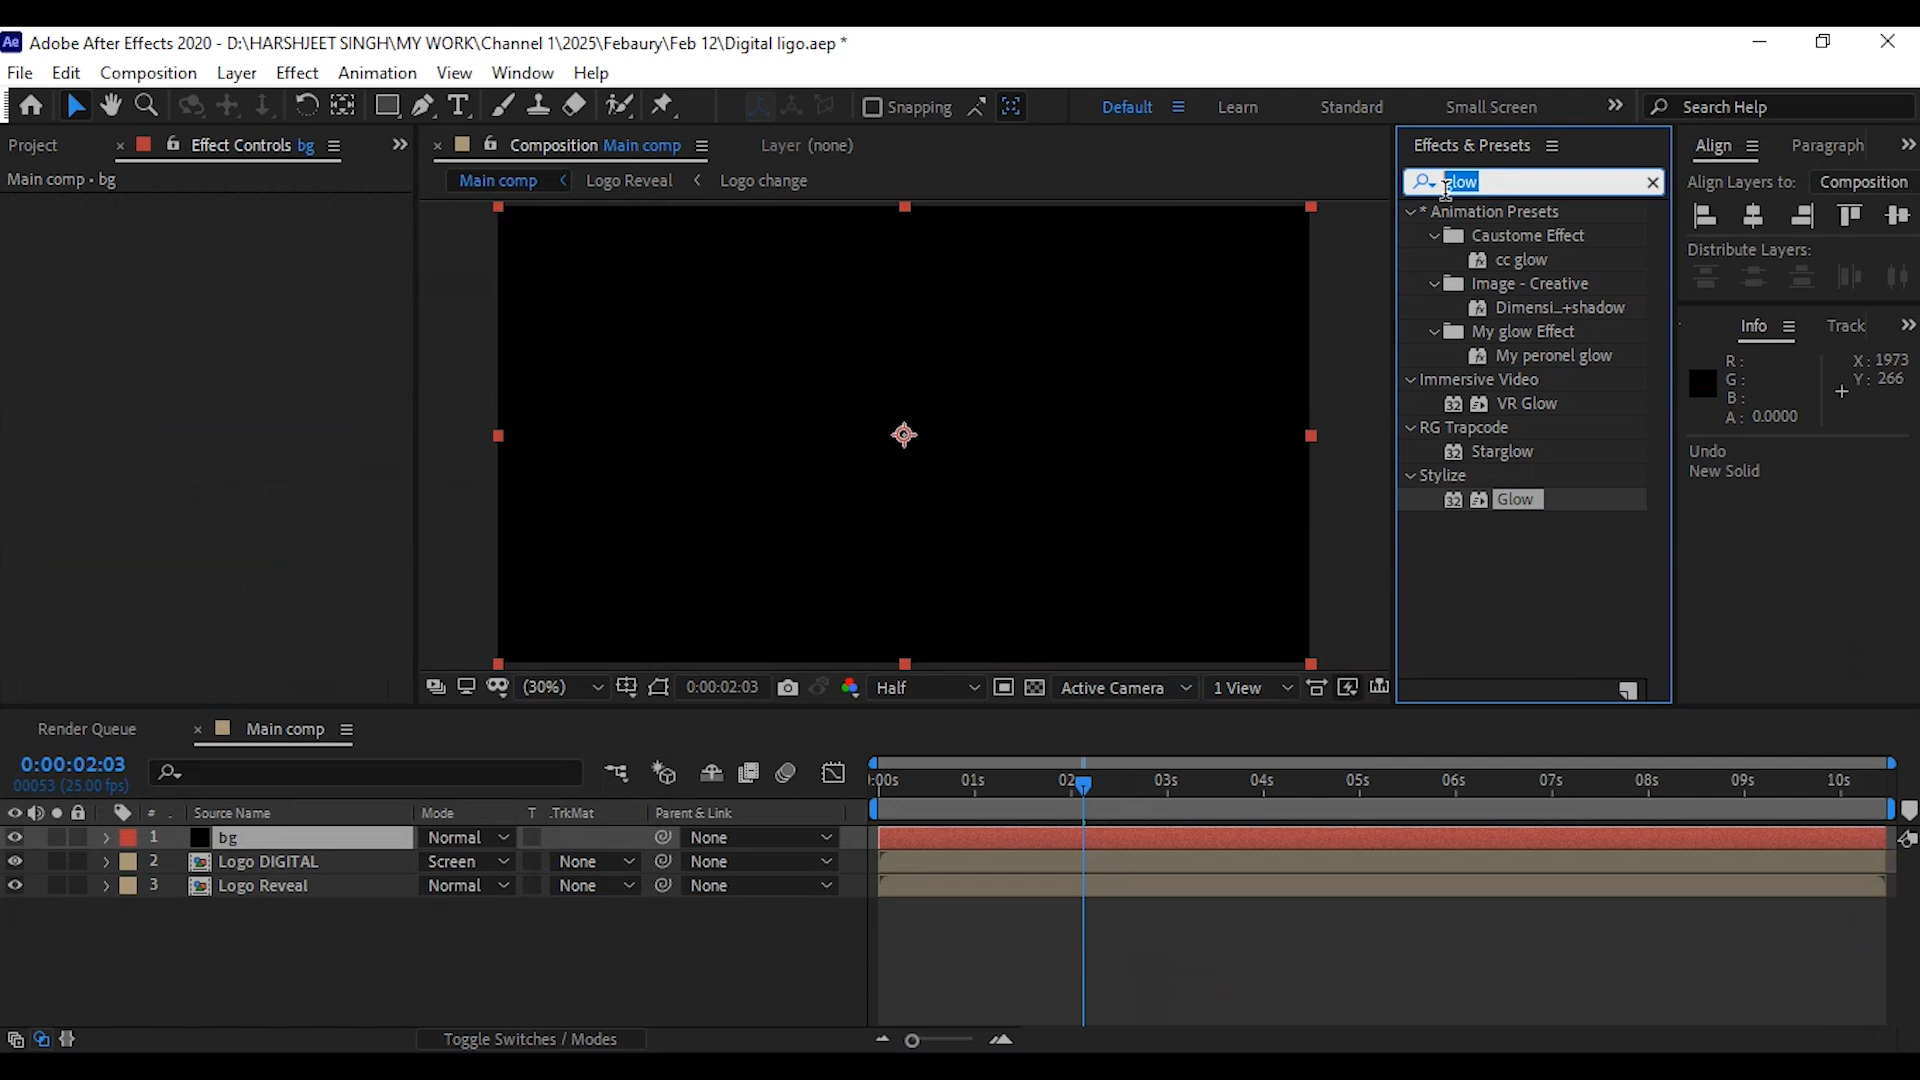 Adobe After Effects 2020 - D:\HARSHJEET SINGH\MY WORK\Channel 1\2025\Febaury\Feb 12\Digital ligo.aep *
File Edit Composition Layer Effect Animation View Window Help
Snapping Default Learn Standard Small Screen Search Help
Project Effect Controls bg Composition Main comp Layer (none) Effects & Presets Align Paragraph
Main comp • bg Main comp Logo Reveal Logo change glow Align Layers to: Composition
* Animation Presets
Caustome Effect
cc glow
Image - Creative
Dimensi...+shadow
My glow Effect
My peronel glow
Immersive Video
VR Glow
RG Trapcode
Starglow
Stylize
Glow
Distribute Layers:
Info Track
R : X : 1973
G : Y : 266
B :
A : 0.0000
Undo
New Solid
(30%) 0:00:02:03 Half Active Camera 1 View
Render Queue Main comp
0:00:02:03
00053 (25.00 fps)
:00s 01s 02 03s 04s 05s 06s 07s 08s 09s 10s
# Source Name Mode T .TrkMat Parent & Link
1 bg Normal None
2 Logo DIGITAL Screen None None
3 Logo Reveal Normal None None
Toggle Switches / Modes